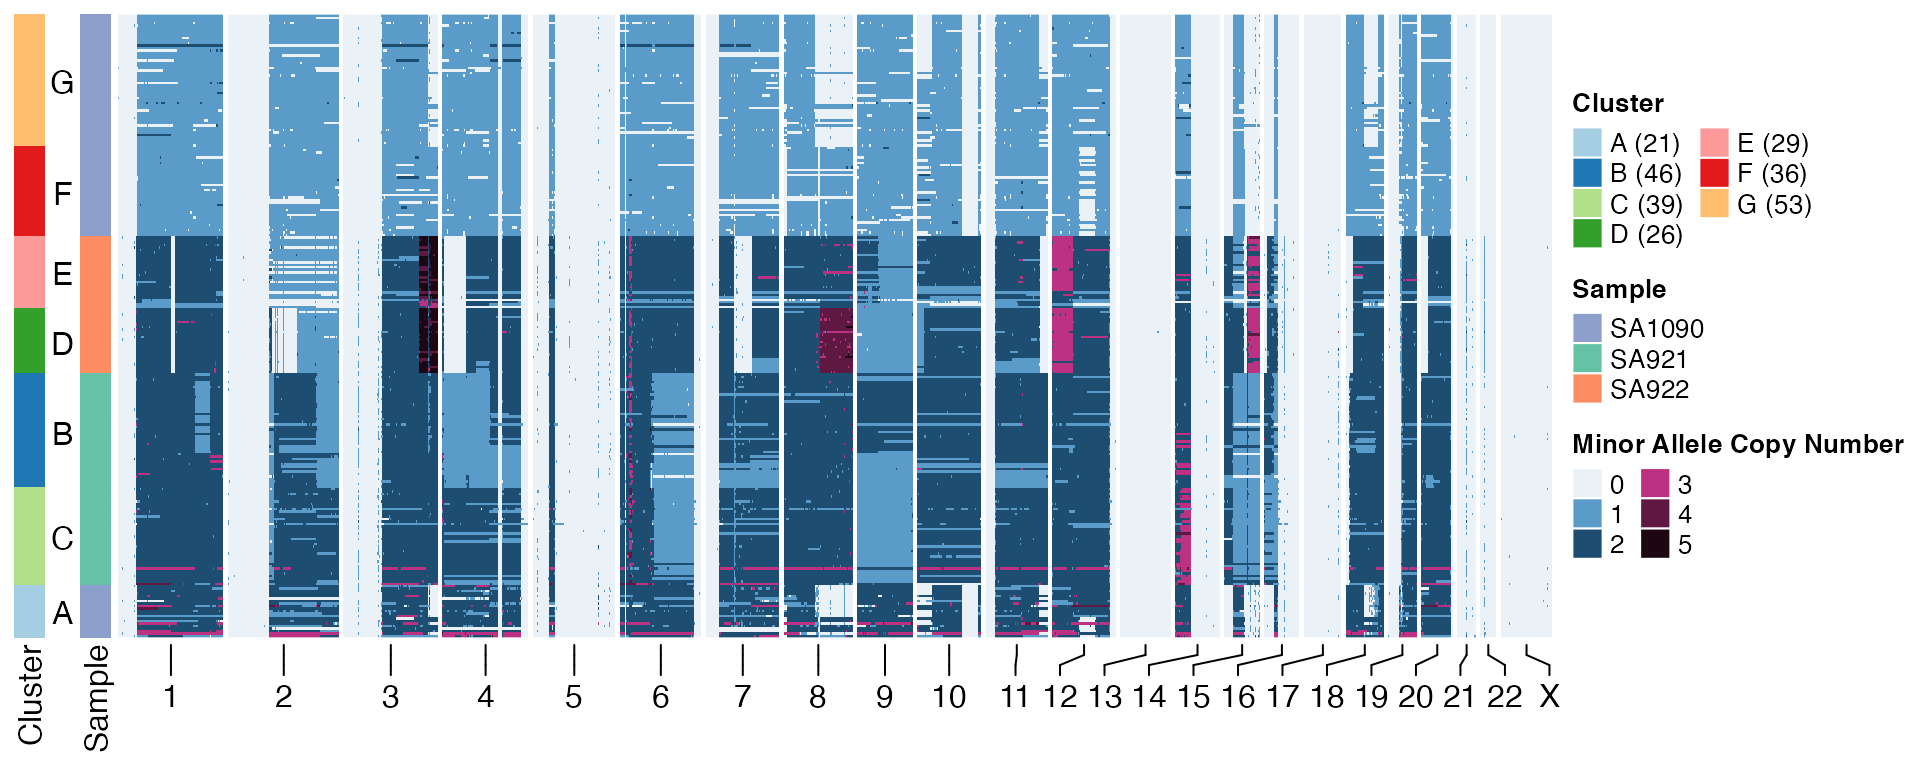 G
F
E
D
B
C
A
Cluster
Sample
1 2 3 4 5 6 7 8 9 10 11 12 13 14 15 16 17 18 19 20 21 22 X
Cluster
A (21) E (29)
B (46) F (36)
C (39) G (53)
D (26)
Sample
SA1090
SA921
SA922
Minor Allele Copy Number
0 3
1 4
2 5